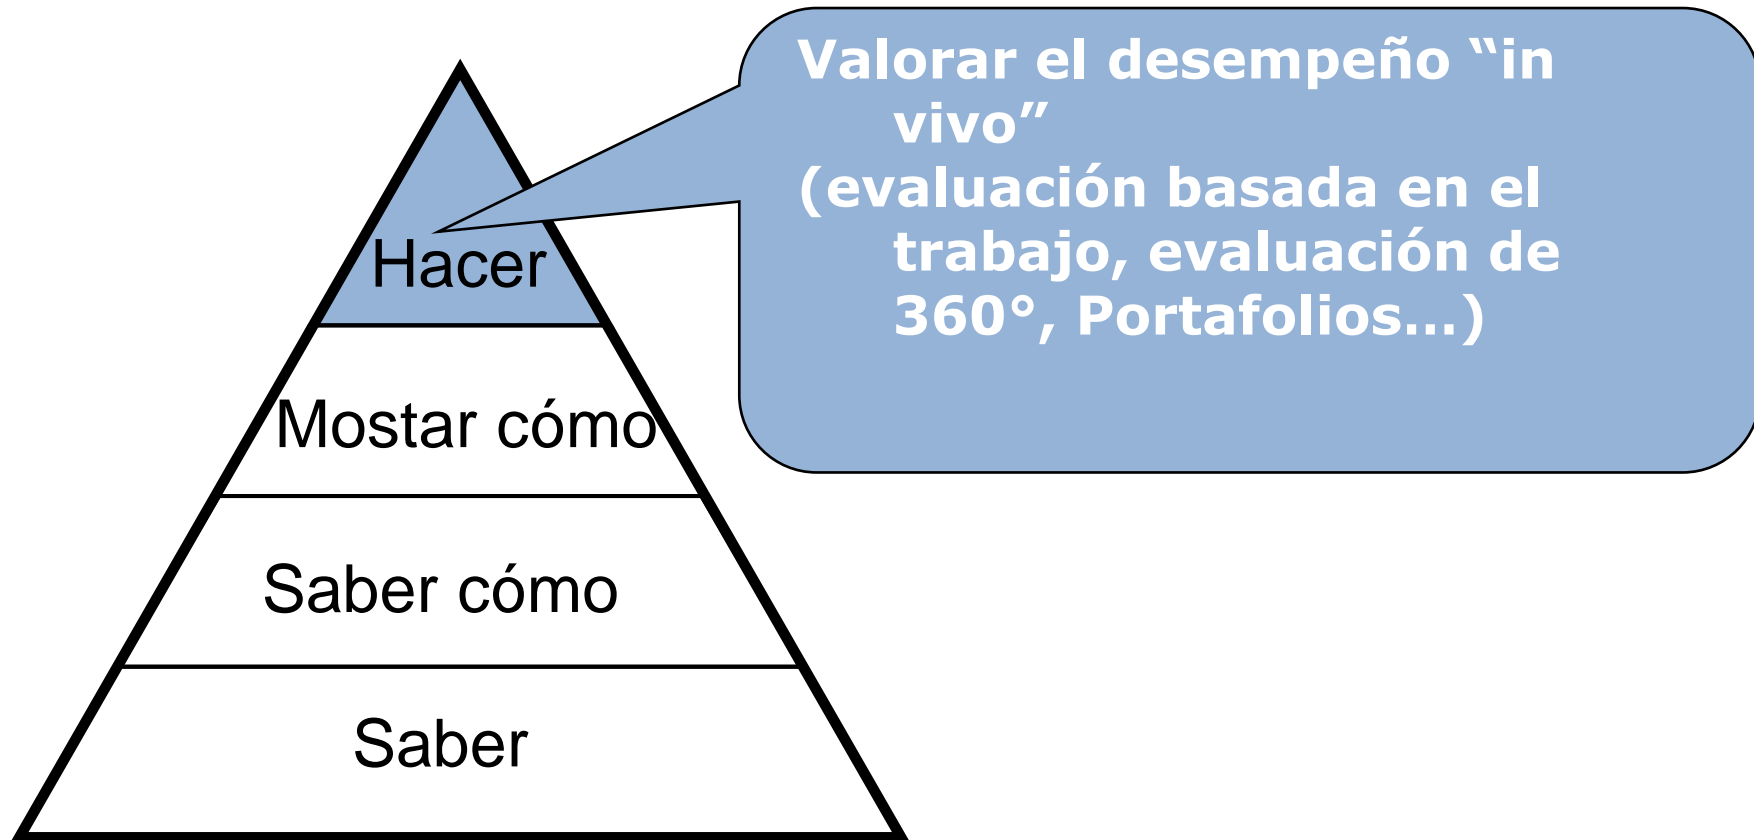 Valorar el desempeño “in
vivo”
(evaluación basada en el
trabajo, evaluación de
360°, Portafolios…)
Hacer
Mostar cómo
Saber cómo
Saber